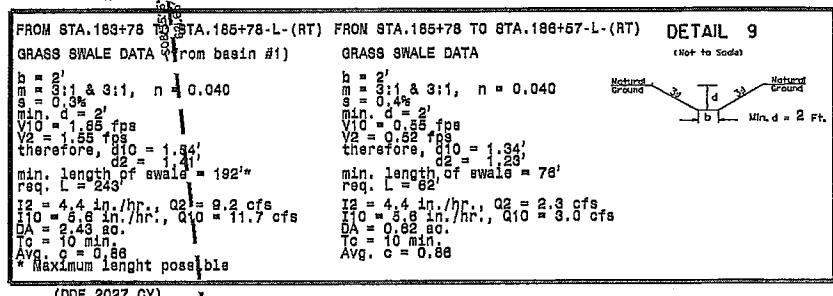 FROM STA.183+78 TO STA.185+78-L-(RT)
GRASS SWALE DATA (from basin #1)
b = 2'
m = 3:1 & 3:1, n = 0.040
s = 0.3%
min. d = 2'
V10 = 1.65 fps
V2 = 1.55 fps
therefore, d10 = 1.54'
d2 = 1.41'
min. length of swale = 192'*
req. L = 243'
I2 = 4.4 in./hr., Q2 = 9.2 cfs
I10 = 5.6 in./hr., Q10 = 11.7 cfs
DA = 2.43 ac.
Tc = 10 min.
Avg. c = 0.86
* Maximum lenght possible
FROM STA.185+78 TO STA.186+57-L-(RT)
GRASS SWALE DATA
b = 2'
m = 3:1 & 3:1, n = 0.040
s = 0.4%
min. d = 2'
V10 = 0.55 fps
V2 = 0.52 fps
therefore, d10 = 1.34'
d2 = 1.23'
min. length of swale = 76'
req. L = 62'
I2 = 4.4 in./hr., Q2 = 2.3 cfs
I10 = 5.6 in./hr., Q10 = 3.0 cfs
DA = 0.62 ac.
Tc = 10 min.
Avg. c = 0.86
DETAIL 9
(Not to Scale)
Natural Ground
Natural Ground
d
b
Min. d = 2 Ft.
(DDE 2027 CY)